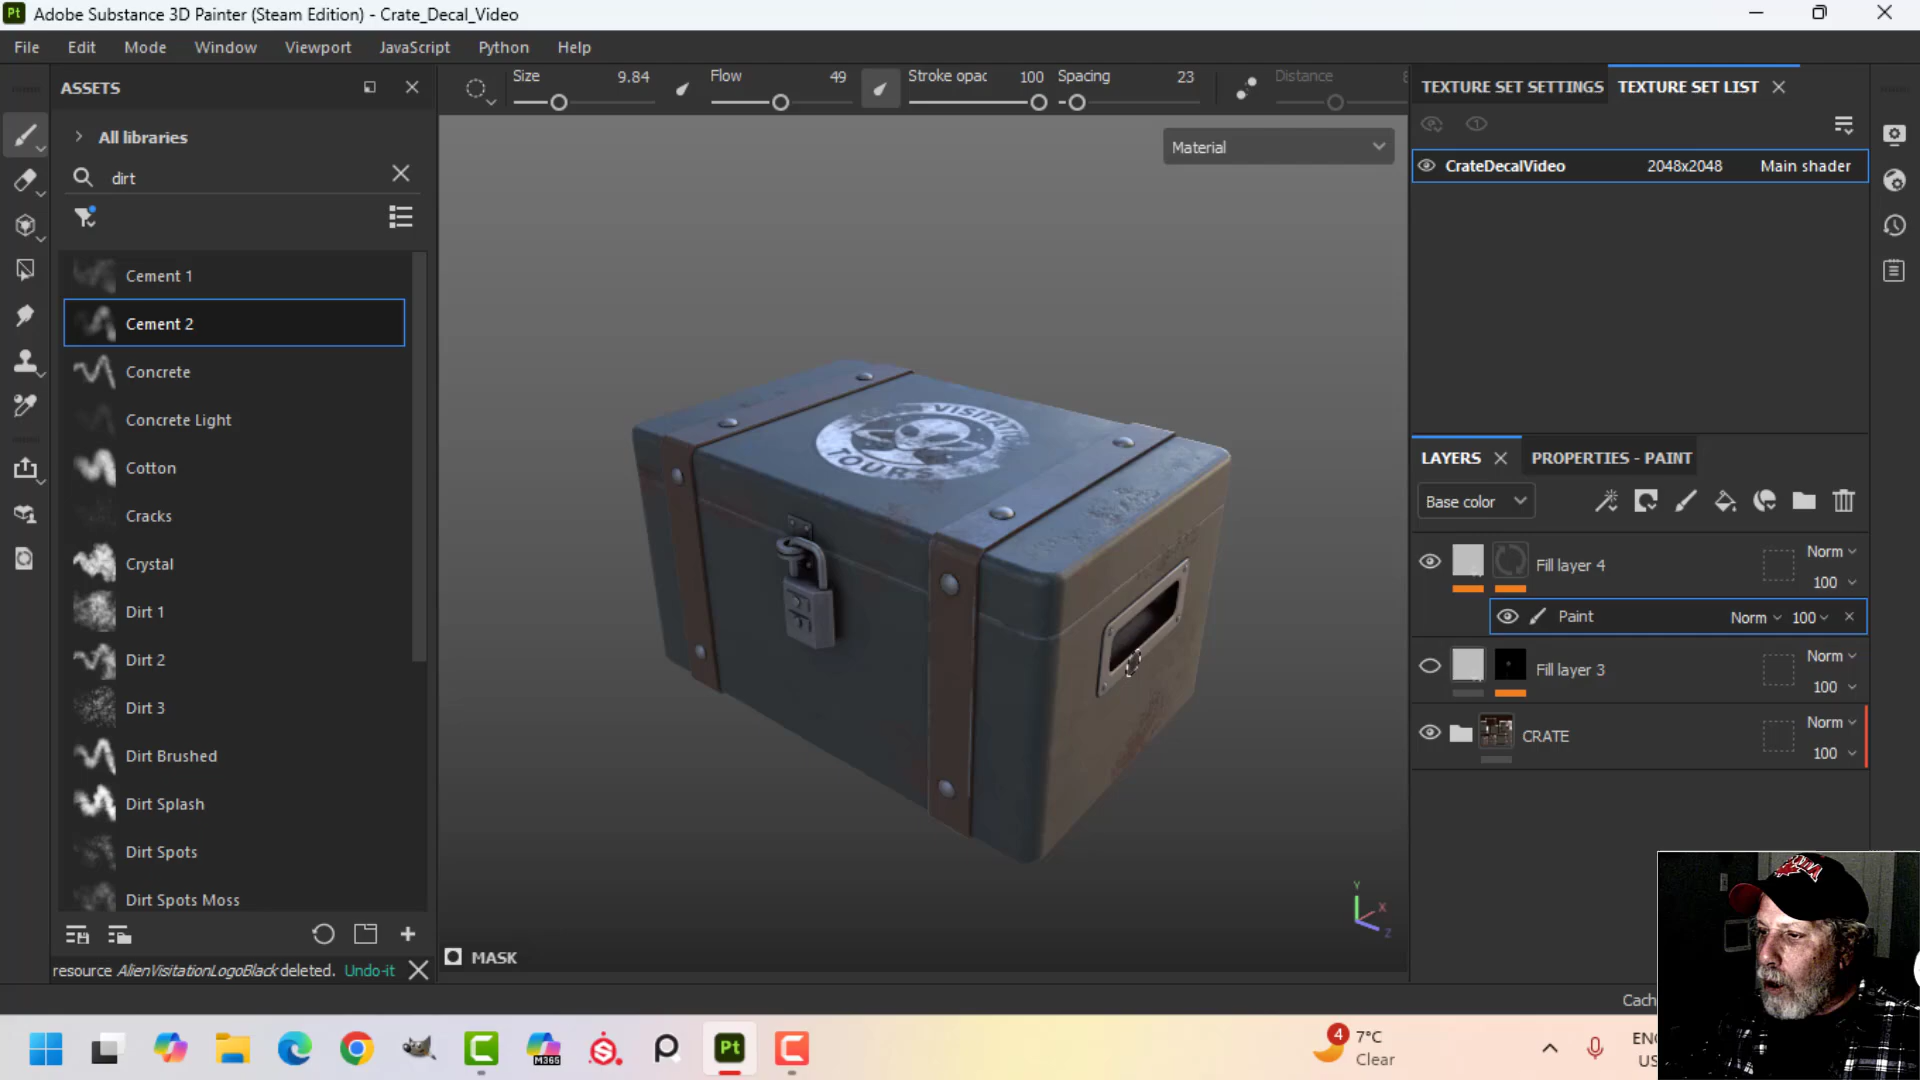 Pt Adobe Substance 3D Painter (Steam Edition) - Crate_Decal_Video
File Edit Mode Window Viewport JavaScript Python Help
ASSETS
Size 9.84 Flow 49 Stroke opac 100 Spacing 23 Distance
TEXTURE SET SETTINGS TEXTURE SET LIST
All libraries
dirt
Material
CrateDecalVideo 2048x2048 Main shader
Cement 1
Cement 2
Concrete
Concrete Light
Cotton
Cracks
Crystal
Dirt 1
Dirt 2
Dirt 3
Dirt Brushed
Dirt Splash
Dirt Spots
Dirt Spots Moss
TOURS
LAYERS PROPERTIES - PAINT
Base color
Fill layer 4 Norm 100
Paint Norm 100
Fill layer 3 Norm 100
CRATE Norm 100
Y X Z
MASK
resource AlienVisitationLogoBlack deleted. Undo-it
Cach
M365
Pt
4 7°C
Clear
ENG
US